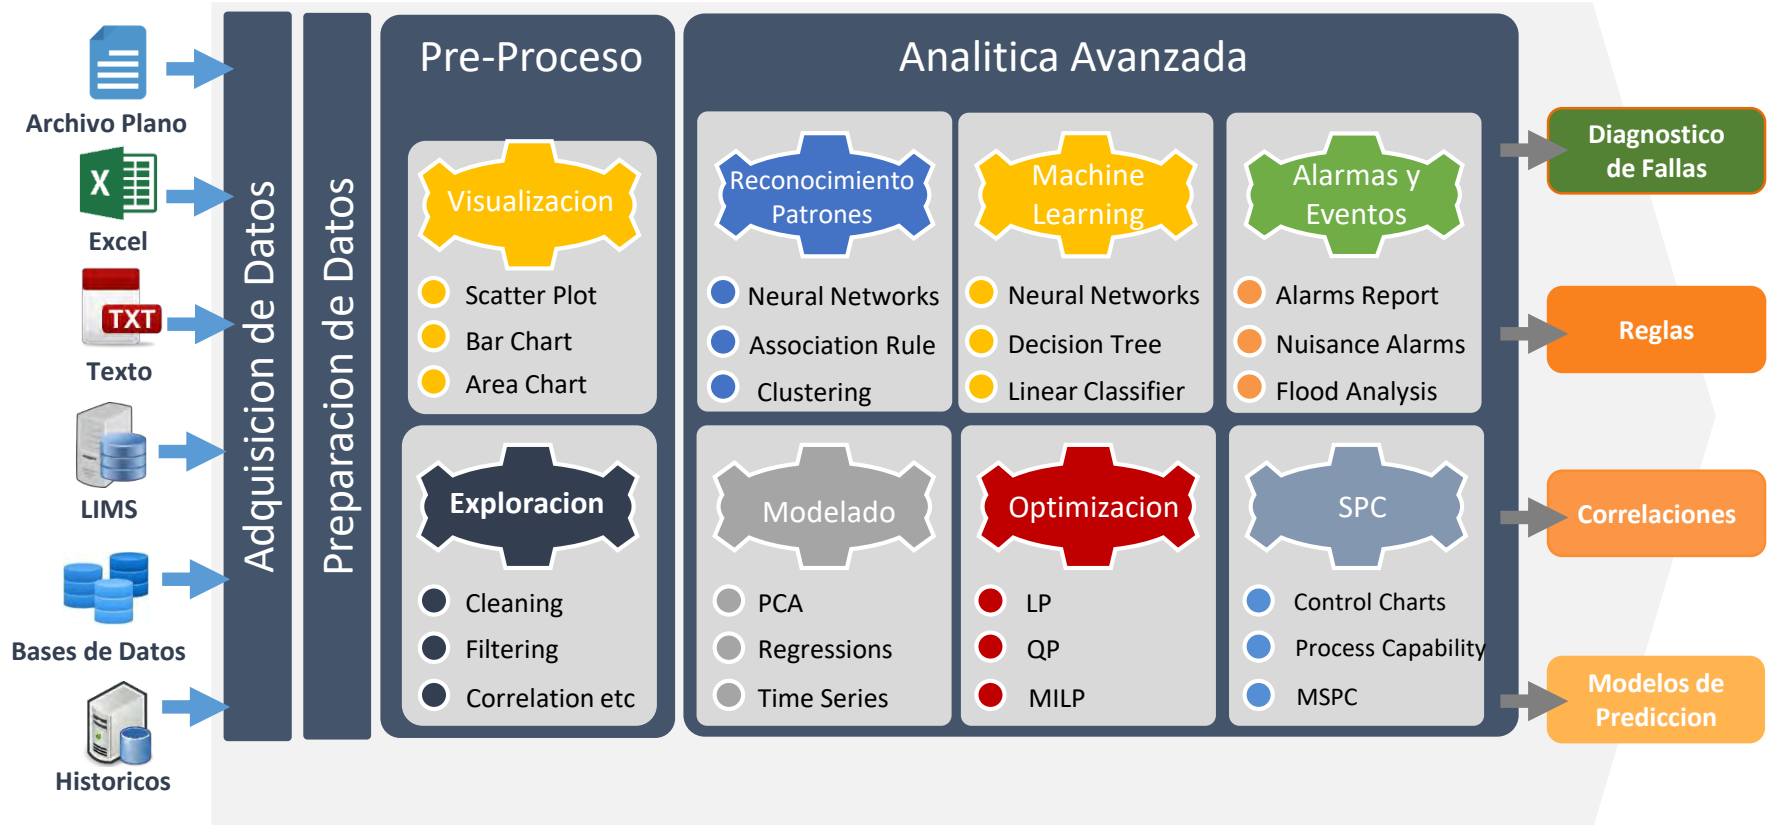 Archivo Plano
Excel
TXT
Texto
LIMS
Bases de Datos
Historicos
Adquisicion de Datos
Preparacion de Datos
Pre-Proceso
Visualizacion
Scatter Plot
Bar Chart
Area Chart
Exploracion
Cleaning
Filtering
Correlation etc
Analitica Avanzada
Reconocimiento
Patrones
Neural Networks
Association Rule
Clustering
Machine
Learning
Neural Networks
Decision Tree
Linear Classifier
Alarmas y
Eventos
Alarms Report
Nuisance Alarms
Flood Analysis
Modelado
PCA
Regressions
Time Series
Optimizacion
LP
QP
MILP
SPC
Control Charts
Process Capability
MSPC
Diagnostico
de Fallas
Reglas
Correlaciones
Modelos de
Prediccion